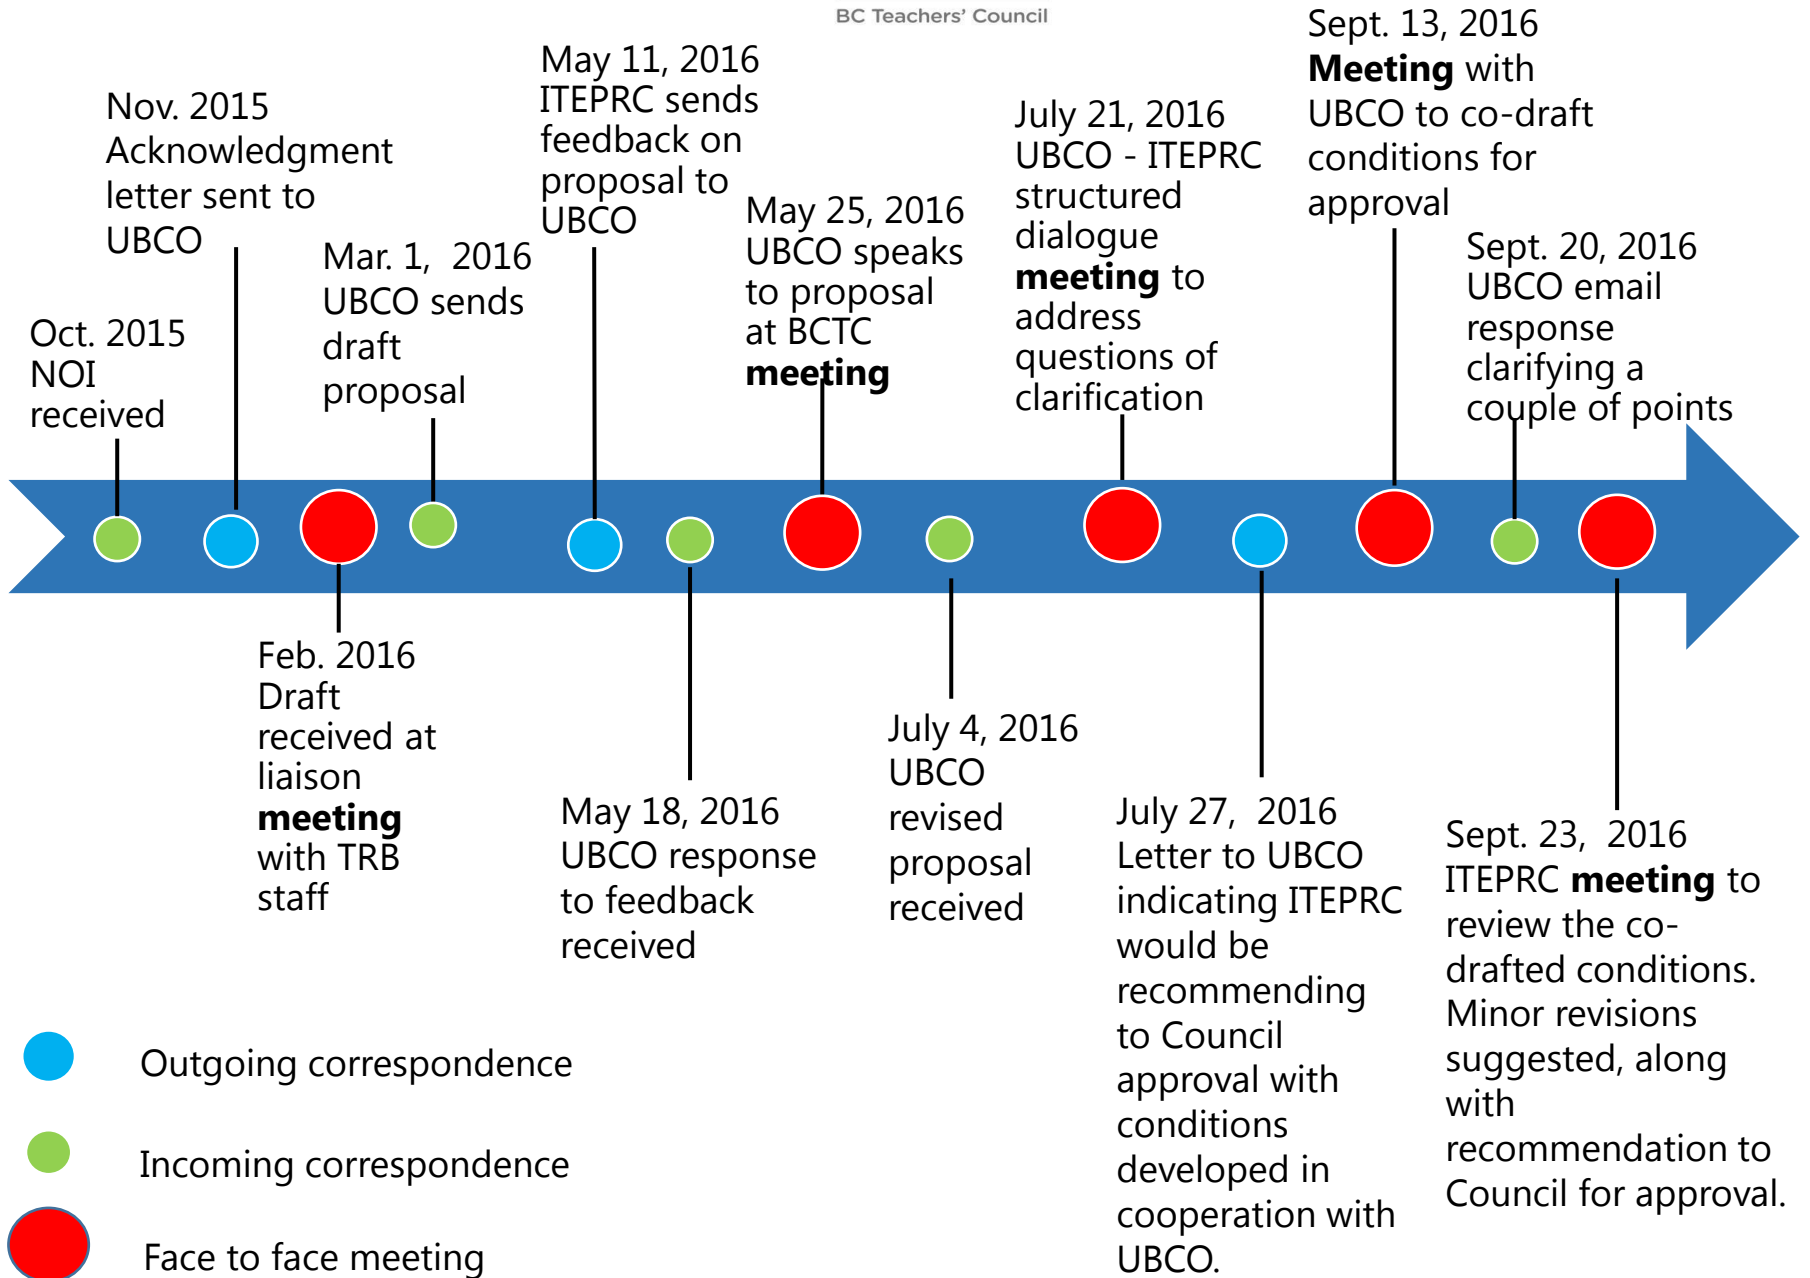 BC Teachers' Council
Oct. 2015
NOI
received
Nov. 2015
Acknowledgment
letter sent to
UBCO
Feb. 2016
Draft
received at
liaison
meeting
with TRB
staff
Mar. 1, 2016
UBCO sends
draft
proposal
May 11, 2016
ITEPRC sends
feedback on
proposal to
UBCO
May 18, 2016
UBCO response
to feedback
received
May 25, 2016
UBCO speaks
to proposal
at BCTC
meeting
July 4, 2016
UBCO
revised
proposal
received
July 21, 2016
UBCO - ITEPRC
structured
dialogue
meeting to
address
questions of
clarification
July 27, 2016
Letter to UBCO
indicating ITEPRC
would be
recommending
to Council
approval with
conditions
developed in
cooperation with
UBCO.
Sept. 13, 2016
Meeting with
UBCO to co-draft
conditions for
approval
Sept. 20, 2016
UBCO email
response
clarifying a
couple of points
Sept. 23, 2016
ITEPRC meeting to
review the co-
drafted conditions.
Minor revisions
suggested, along
with
recommendation to
Council for approval.
Outgoing correspondence
Incoming correspondence
Face to face meeting